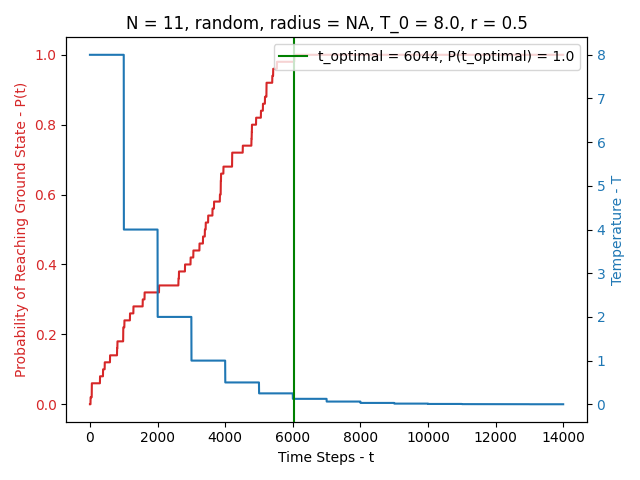 N = 11, random, radius = NA, T_0 = 8.0, r = 0.5
t_optimal = 6044, P(t_optimal) = 1.0
Probability of Reaching Ground State - P(t)
1.0
0.8
0.6
0.4
0.2
0.0
8
7
6
5
4
3
2
1
0
Temperature - T
0 2000 4000 6000 8000 10000 12000 14000
Time Steps - t